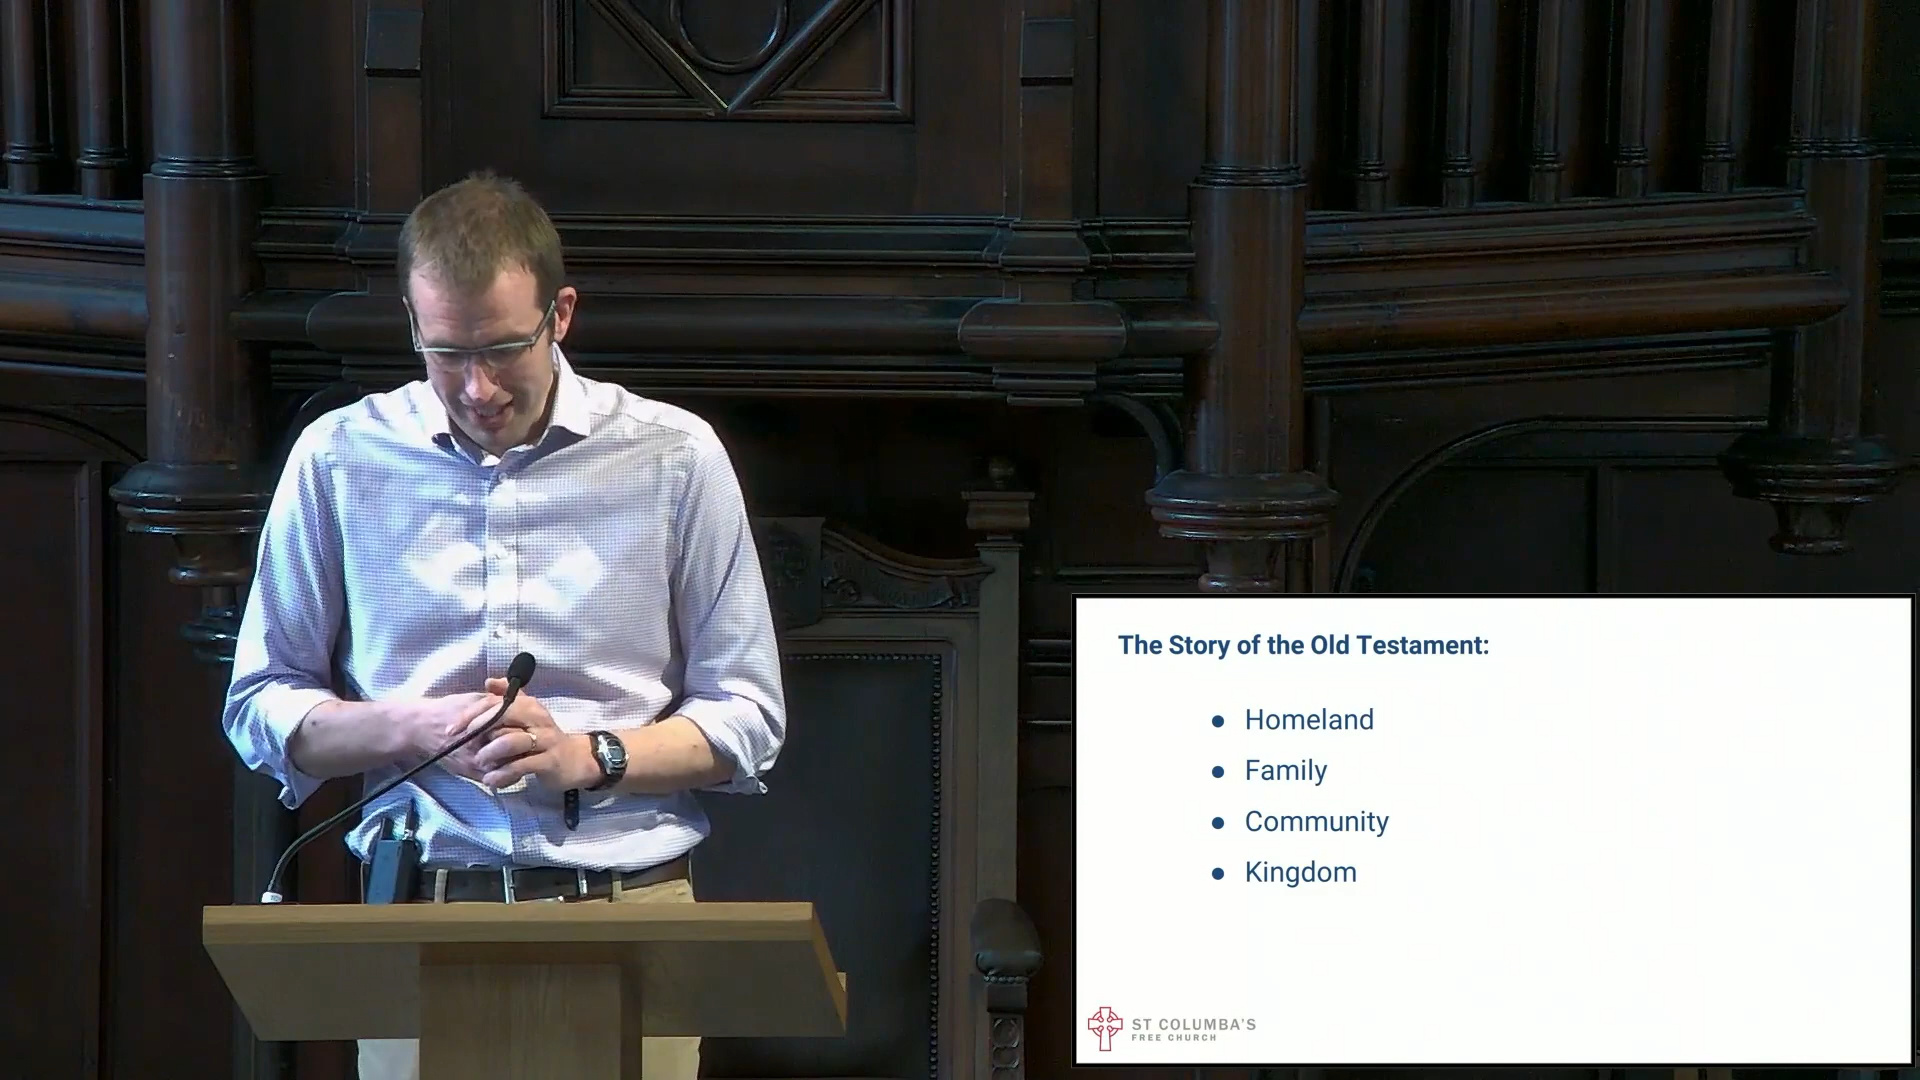 The Story of the Old Testament:
● Homeland
● Family
● Community
● Kingdom
ST COLUMBA'S
FREE CHURCH